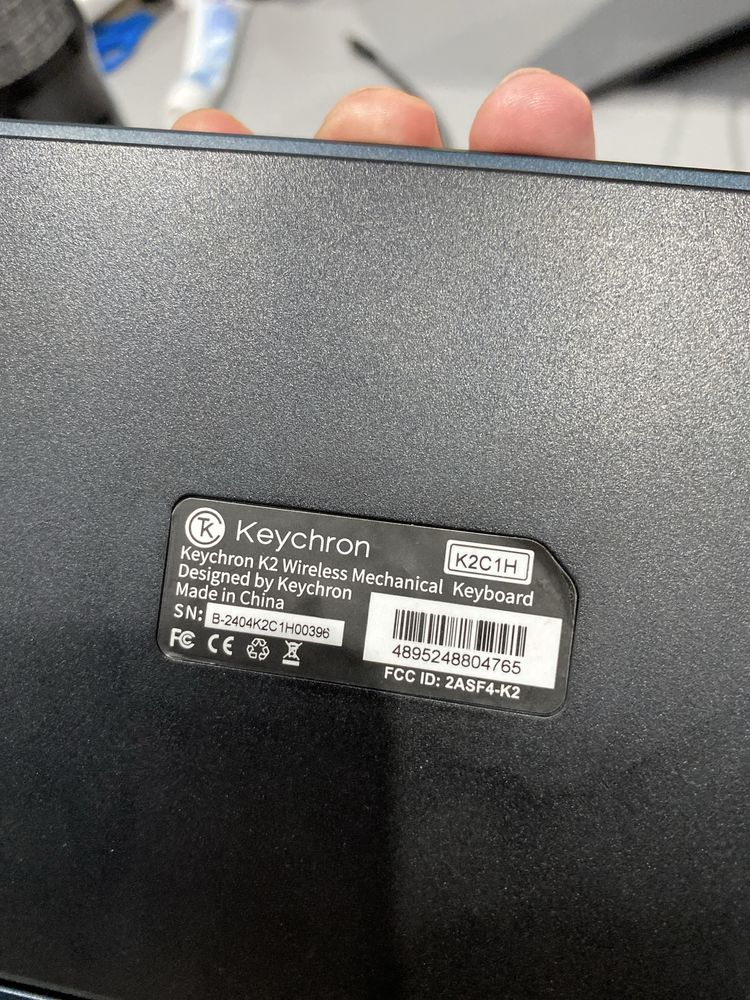 Keychron
K2C1H
Keychron K2 Wireless Mechanical Keyboard
Designed by Keychron
Made in China
SN: B-2404K2C1H00396
4895248804765
FCC ID: 2ASF4-K2